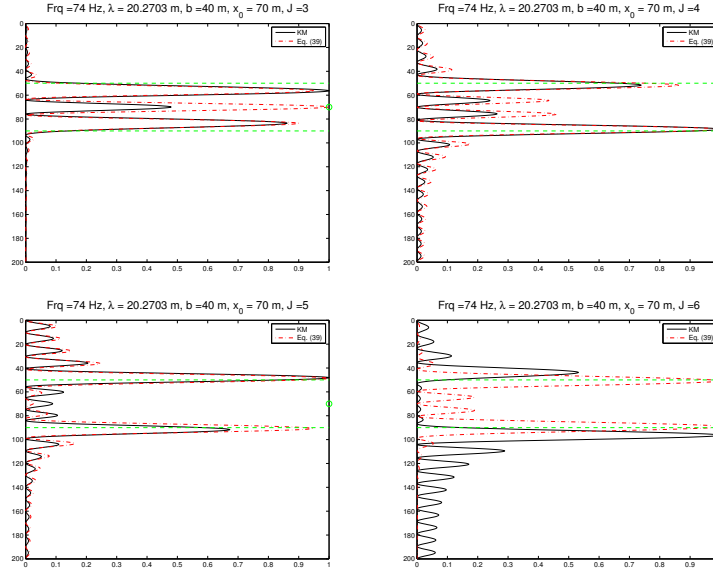 Frq =74 Hz, λ = 20.2703 m, b=40 m, x0 = 70 m, J =3
KM
Eq. (39)
0
20
40
60
80
100
120
140
160
180
200
0 0.1 0.2 0.3 0.4 0.5 0.6 0.7 0.8 0.9 1
Frq =74 Hz, λ = 20.2703 m, b=40 m, x0 = 70 m, J =4
KM
Eq. (39)
0
20
40
60
80
100
120
140
160
180
200
0 0.1 0.2 0.3 0.4 0.5 0.6 0.7 0.8 0.9
Frq =74 Hz, λ = 20.2703 m, b=40 m, x0 = 70 m, J =5
KM
Eq. (39)
0
20
40
60
80
100
120
140
160
180
200
0 0.1 0.2 0.3 0.4 0.5 0.6 0.7 0.8 0.9 1
Frq =74 Hz, λ = 20.2703 m, b=40 m, x0 = 70 m, J =6
KM
Eq. (39)
0
20
40
60
80
100
120
140
160
180
200
0 0.1 0.2 0.3 0.4 0.5 0.6 0.7 0.8 0.9